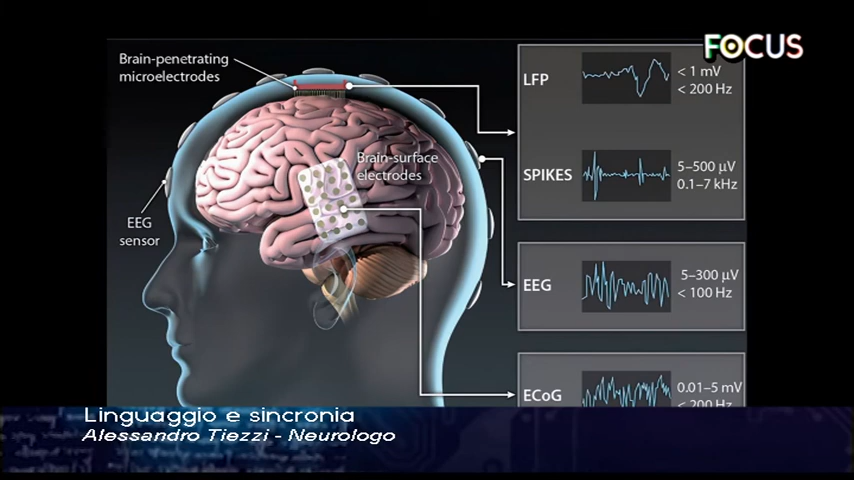 FOCUS
Brain-penetrating
microelectrodes
LFP
< 1 mV
< 200 Hz
Brain-surface
electrodes
SPIKES
5–500 µV
0.1–7 kHz
EEG
sensor
EEG
5–300 µV
< 100 Hz
ECoG
0.01–5 mV
< 200 Hz
Linguaggio e sincronia
Alessandro Tiezzi - Neurologo